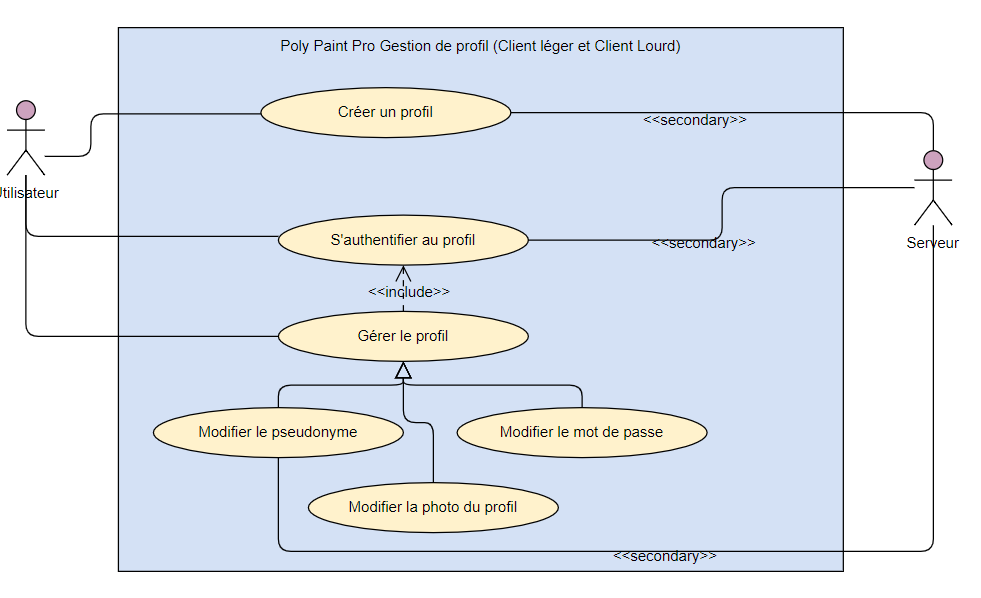 Poly Paint Pro Gestion de profil (Client léger et Client Lourd)
Créer un profil
<<secondary>>
Utilisateur
S'authentifier au profil
<<secondary>>
Serveur
<<include>>
Gérer le profil
Modifier le pseudonyme
Modifier le mot de passe
Modifier la photo du profil
<<secondary>>